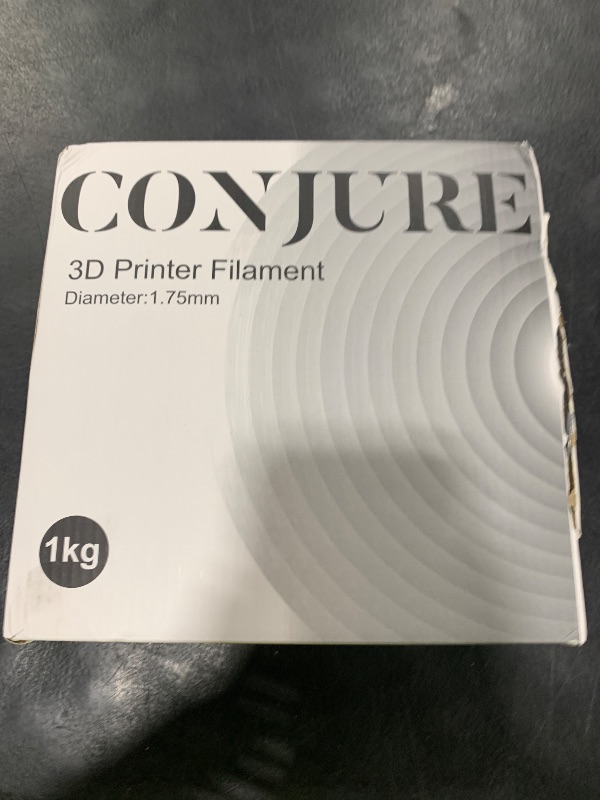 CONJURE
3D Printer Filament
Diameter:1.75mm
1kg